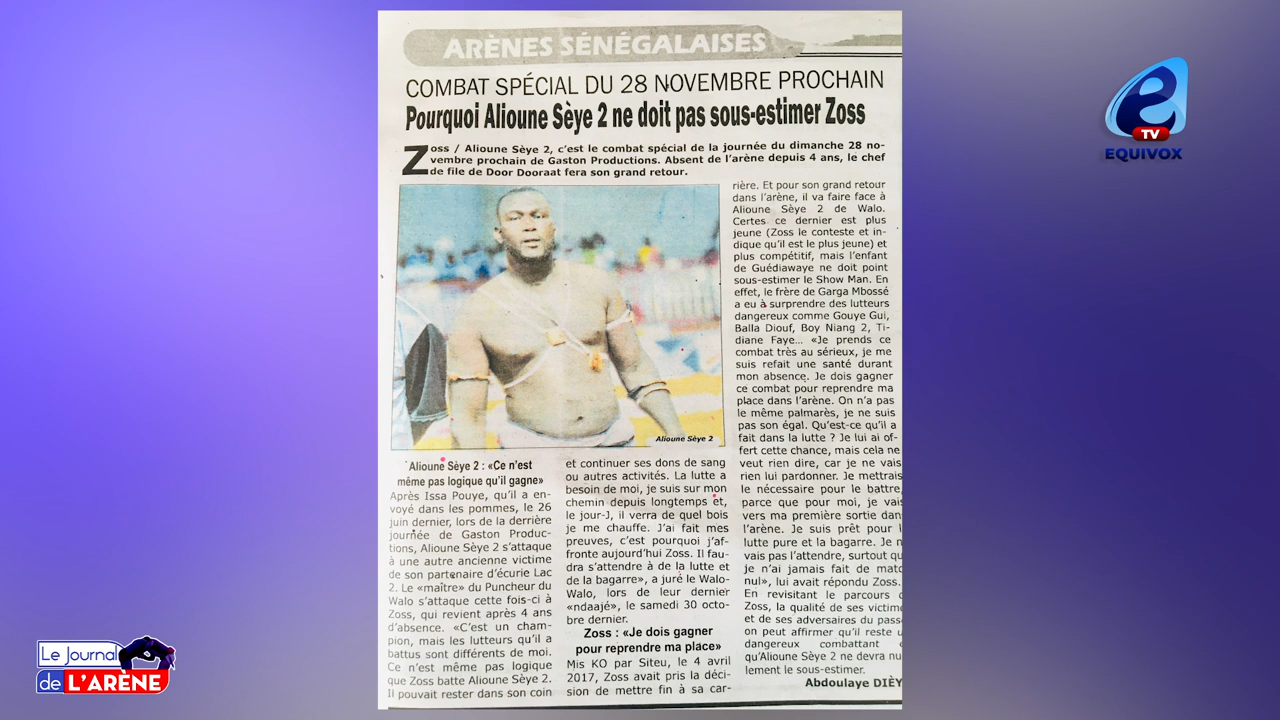 ARÈNES SÉNÉGALAISES
COMBAT SPÉCIAL DU 28 NOVEMBRE PROCHAIN
Pourquoi Alioune Sèye 2 ne doit pas sous-estimer Zoss
Zoss / Alioune Sèye 2, c'est le combat spécial de la journée du dimanche 28 no-
vembre prochain de Gaston Productions. Absent de l'arène depuis 4 ans, le chef
de file de Door Dooraat fera son grand retour.
Alioune Sèye 2
Alioune Sèye 2 : «Ce n'est
même pas logique qu'il gagne»
Après Issa Pouye, qu'il a en-
voyé dans les pommes, le 26
juin dernier, lors de la derrière
journée de Gaston Produc-
tions, Alioune Sèye 2 s'attaque
à une autre ancienne victime
de son partenaire d'écurie Lac
2. Le «maître» du Puncheur du
Walo s'attaque cette fois-ci à
Zoss, qui revient après 4 ans
d'absence. «C'est un cham-
pion, mais les lutteurs qu'il a
battus sont différents de moi.
Ce n'est même pas logique
que Zoss batte Alioune Sèye 2.
Il pouvait rester dans son coin
et continuer ses dons de sang
ou autres activités. La lutte a
besoin de moi, je suis sur mon
chemin depuis longtemps et,
le jour-J, il verra de quel bois
je me chauffe. J'ai fait mes
preuves, c'est pourquoi j'af-
fronte aujourd'hui Zoss. Il fau-
dra s'attendre à de la lutte et
de la bagarre», a juré le Walo-
Walo, lors de leur dernier
«ndaajé», le samedi 30 octo-
bre dernier.
Zoss : «Je dois gagner
pour reprendre ma place»
Mis KO par Siteu, le 4 avril
2017, Zoss avait pris la déci-
sion de mettre fin à sa car-
rière. Et pour son grand retour
dans l'arène, il va faire face à
Alioune Sèye 2 de Walo.
Certes ce dernier est plus
jeune (Zoss le conteste et in-
dique qu'il est le plus jeune) et
plus compétitif, mais l'enfant
de Guédiawaye ne doit point
sous-estimer le Show Man. En
effet, le frère de Garga Mbossé
a eu à surprendre des lutteurs
dangereux comme Gouye Gui,
Balla Diouf, Boy Niang 2, Ti-
diane Faye... «Je prends ce
combat très au sérieux, je me
suis refait une santé durant
mon absence. Je dois gagner
ce combat pour reprendre ma
place dans l'arène. On n'a pas
le même palmarès, je ne suis
pas son égal. Qu'est-ce qu'il a
fait dans la lutte ? Je lui ai of-
fert cette chance, mais cela ne
veut rien dire, car je ne vais
rien lui pardonner. Je mettrais
le nécessaire pour le battre,
parce que pour moi, je vais
vers ma première sortie dan
l'arène. Je suis prêt pour l
lutte pure et la bagarre. Je n
vais pas l'attendre, surtout qu
je n'ai jamais fait de matc
nul», lui avait répondu Zoss.
En revisitant le parcours
Zoss, la qualité de ses victime
et de ses adversaires du pass
on peut affirmer qu'il reste u
dangereux combattant
qu'Alioune Sèye 2 ne devra nu
lement le sous-estimer.
Abdoulaye DIÈY
e
TV
EQUIVOX
Le Journal
de L'ARÈNE